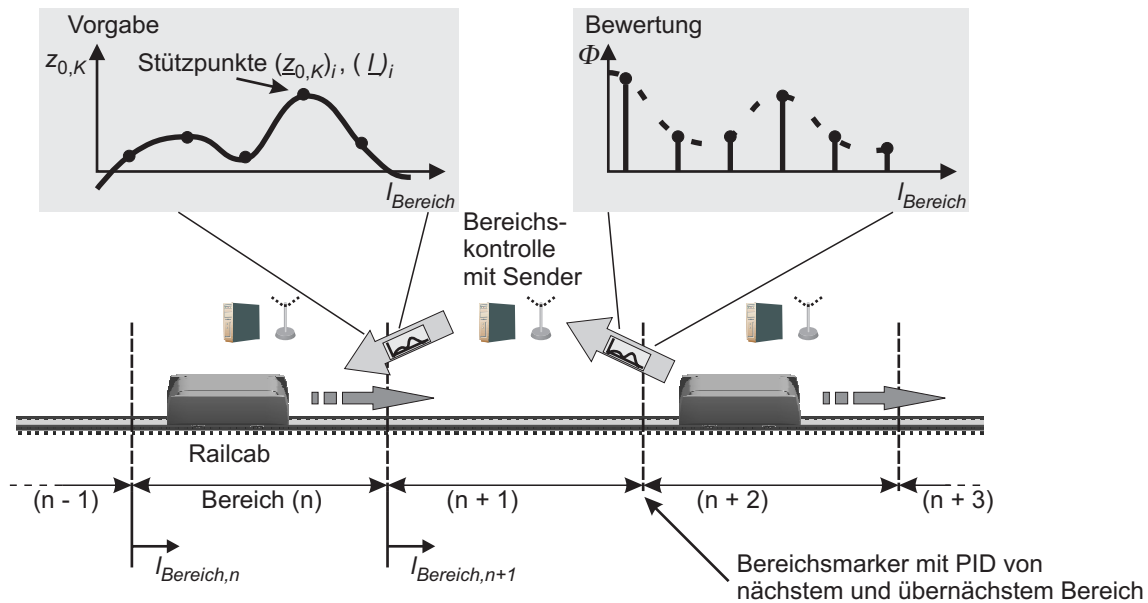 Vorgabe
z0,K
Stützpunkte (z0,K)i, ( l )i
lBereich
Bewertung
Φ
lBereich
Bereichs-
kontrolle
mit Sender
Railcab
(n - 1)
Bereich (n)
(n + 1)
(n + 2)
(n + 3)
lBereich,n
lBereich,n+1
Bereichsmarker mit PID von
nächstem und übernächstem Bereich